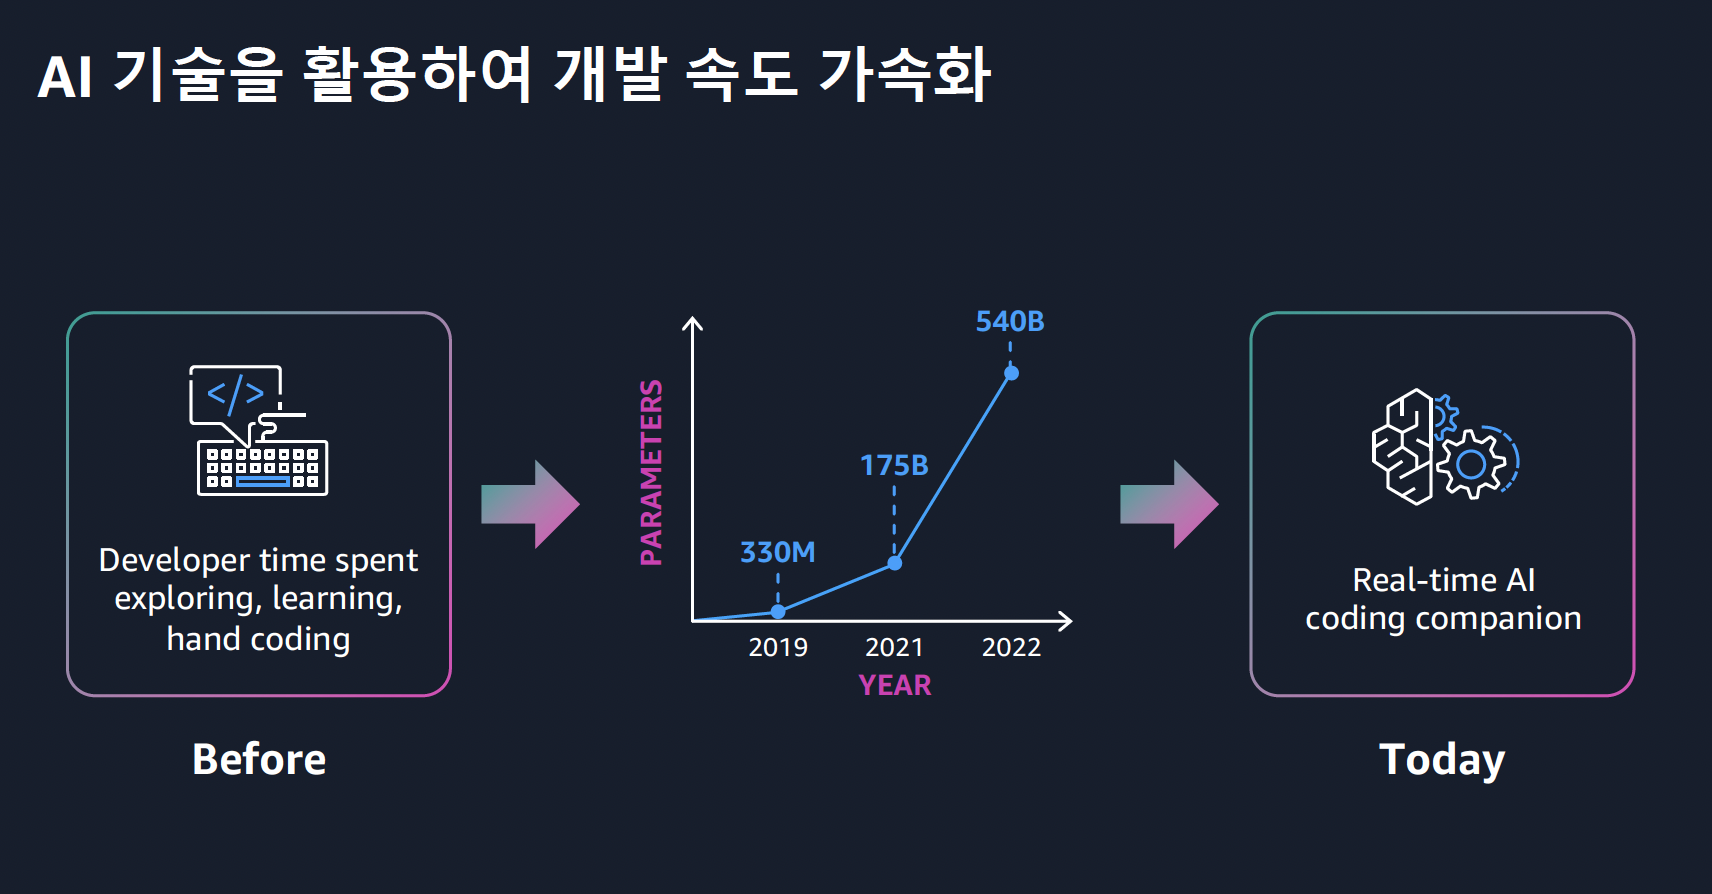 AI 기술을 활용하여 개발 속도 가속화
</>
Developer time spent
exploring, learning,
hand coding
Before
PARAMETERS
540B
175B
330M
2019 2021 2022
YEAR
Real-time AI
coding companion
Today